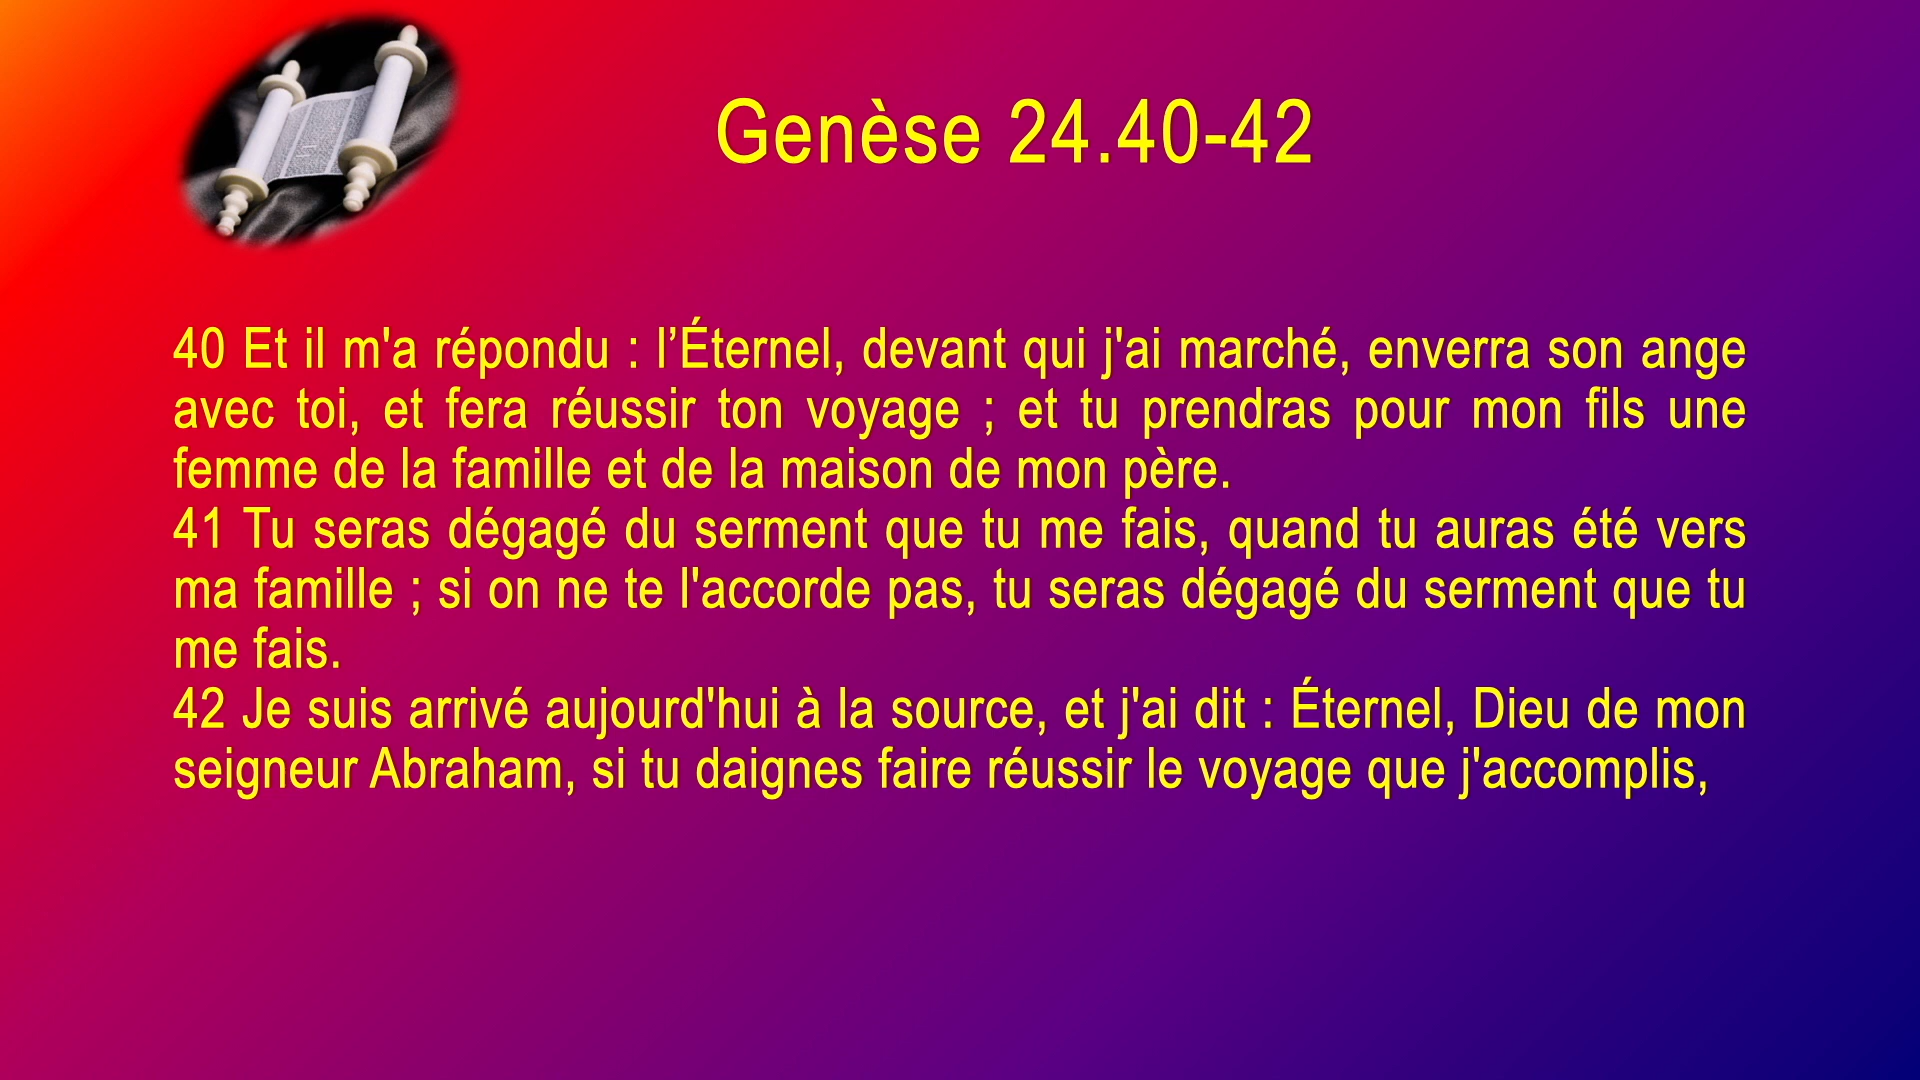 Genèse 24.40-42
40 Et il m'a répondu : l’Éternel, devant qui j'ai marché, enverra son ange
avec toi, et fera réussir ton voyage ; et tu prendras pour mon fils une
femme de la famille et de la maison de mon père.
41 Tu seras dégagé du serment que tu me fais, quand tu auras été vers
ma famille ; si on ne te l'accorde pas, tu seras dégagé du serment que tu
me fais.
42 Je suis arrivé aujourd'hui à la source, et j'ai dit : Éternel, Dieu de mon
seigneur Abraham, si tu daignes faire réussir le voyage que j'accomplis,